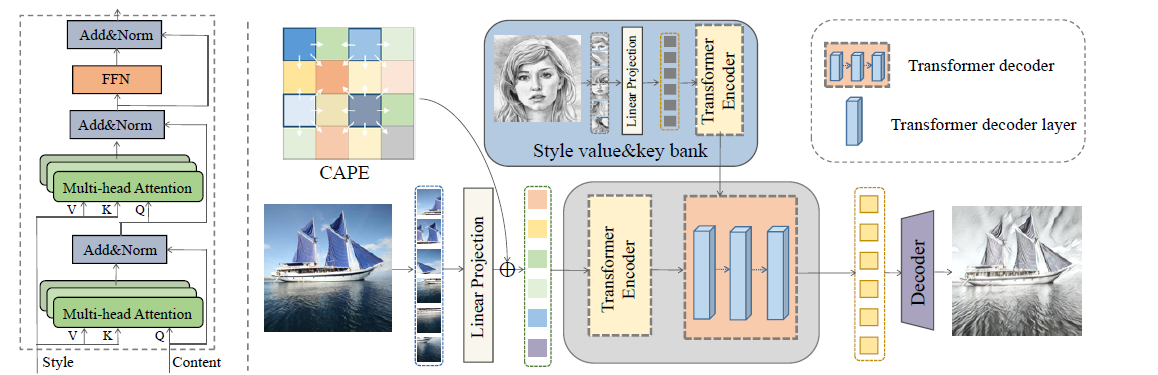 Add&Norm
FFN
Add&Norm
Multi-head Attention
V
K
Q
Add&Norm
Multi-head Attention
V
K
Q
Style
Content
CAPE
Linear Projection
Transformer
Encoder
Style value&key bank
Transformer decoder
Transformer decoder layer
Linear Projection
Transformer
Encoder
Decoder